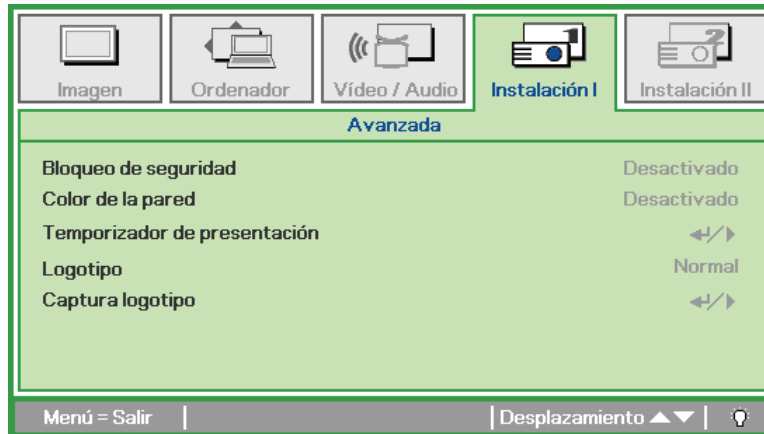 Imagen Ordenador Vídeo / Audio Instalación I Instalación II
Avanzada
Bloqueo de seguridad Desactivado
Color de la pared Desactivado
Temporizador de presentación
Logotipo Normal
Captura logotipo
Menú = Salir Desplazamiento